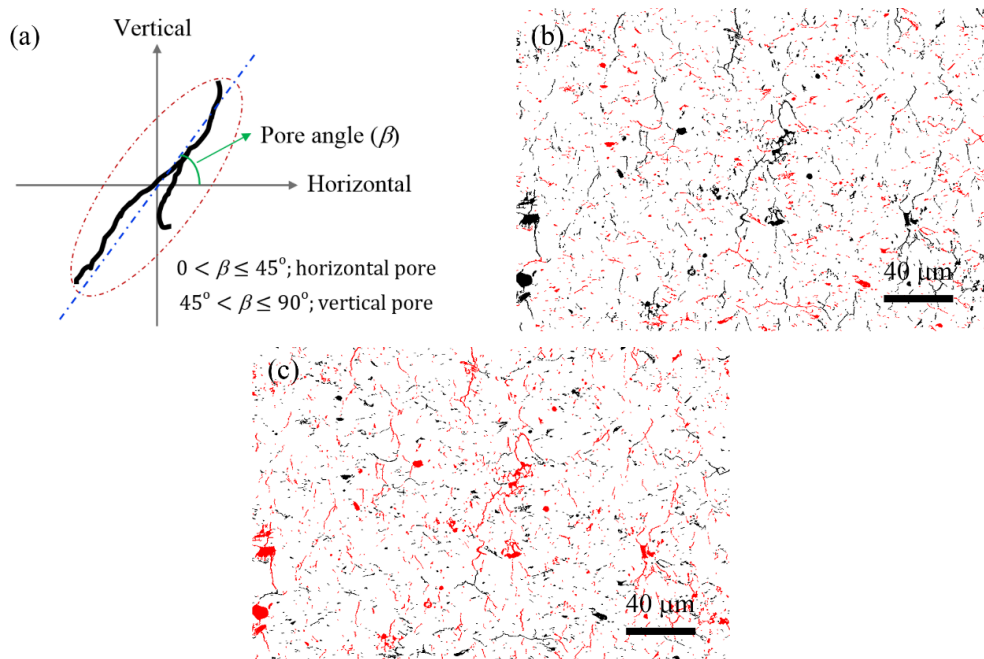 (a)
Vertical
Pore angle (β)
Horizontal
0 < β ≤ 45°; horizontal pore
45° < β ≤ 90°; vertical pore
(b)
40 μm
(c)
40 μm